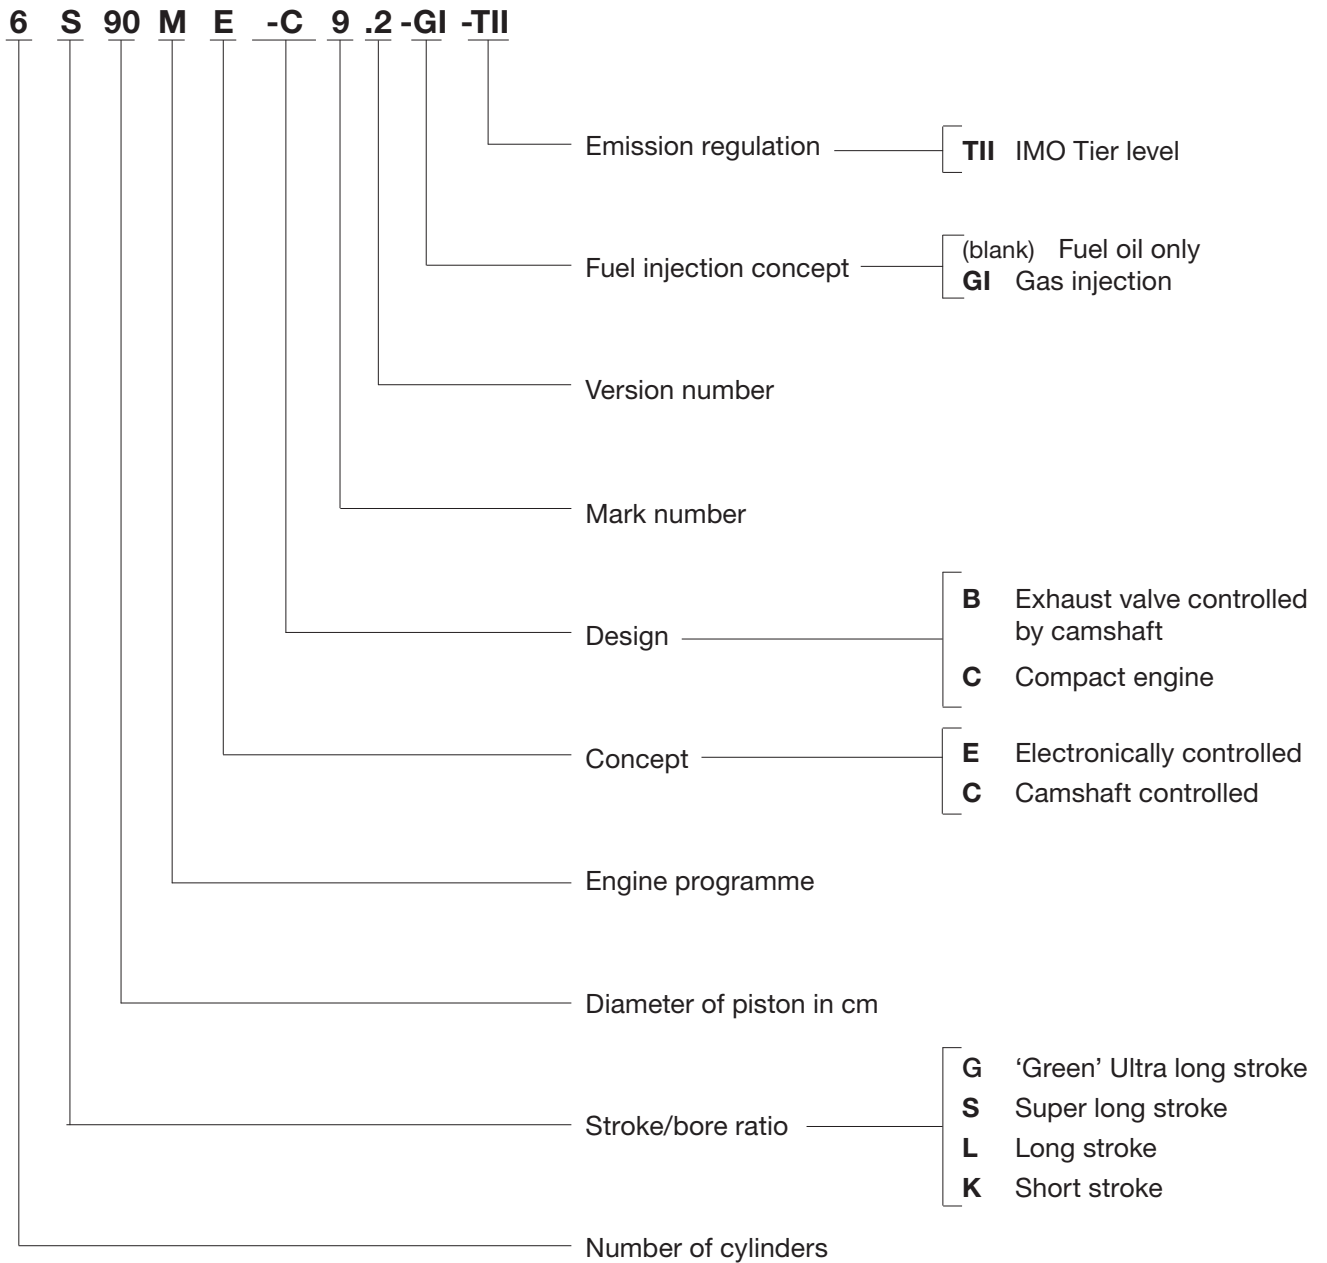 6 S 90 M E -C 9 .2 -GI -TII
Emission regulation
TII IMO Tier level
Fuel injection concept
(blank) Fuel oil only
GI Gas injection
Version number
Mark number
Design
B Exhaust valve controlled
by camshaft
C Compact engine
Concept
E Electronically controlled
C Camshaft controlled
Engine programme
Diameter of piston in cm
Stroke/bore ratio
G ‘Green’ Ultra long stroke
S Super long stroke
L Long stroke
K Short stroke
Number of cylinders